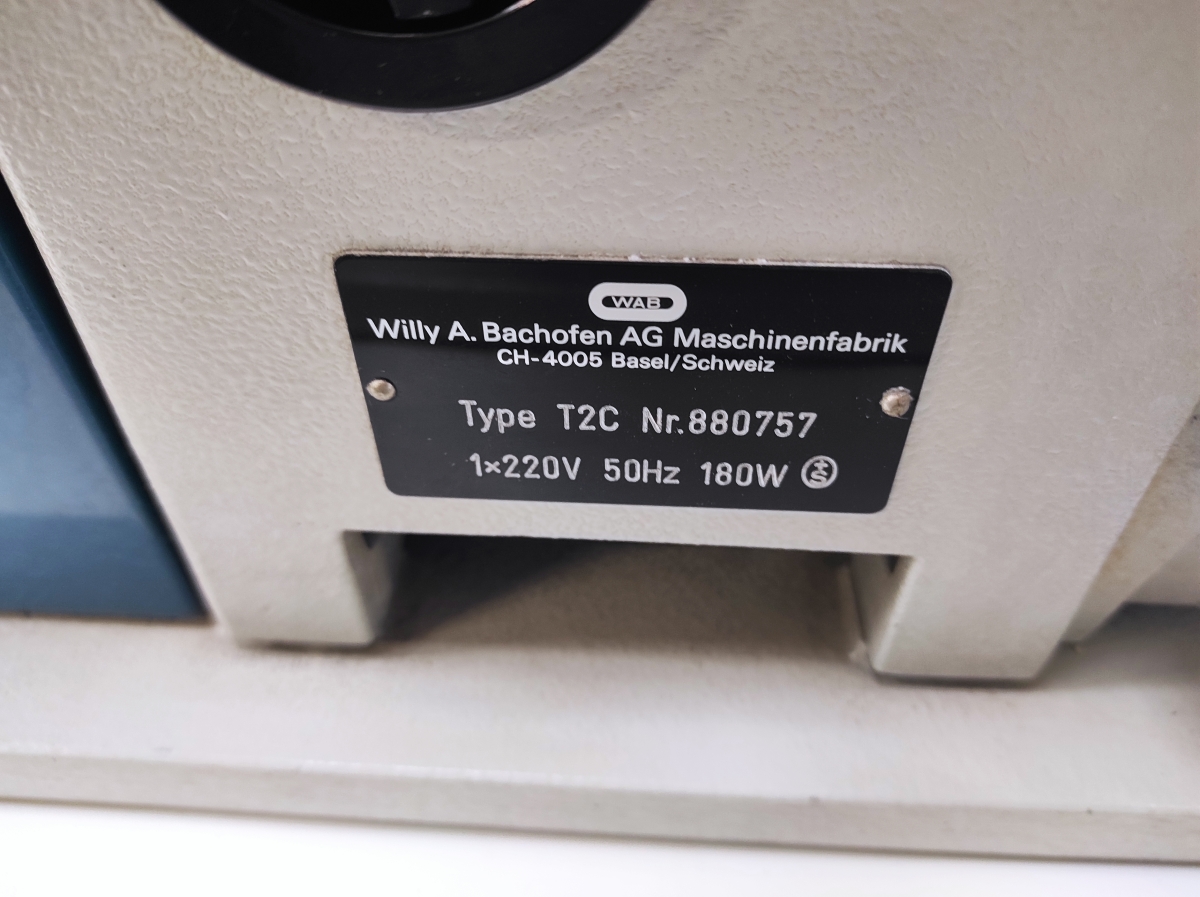 WAB
Willy A. Bachofen AG Maschinenfabrik
CH-4005 Basel/Schweiz
Type T2C Nr.880757
1×220V 50Hz 180W